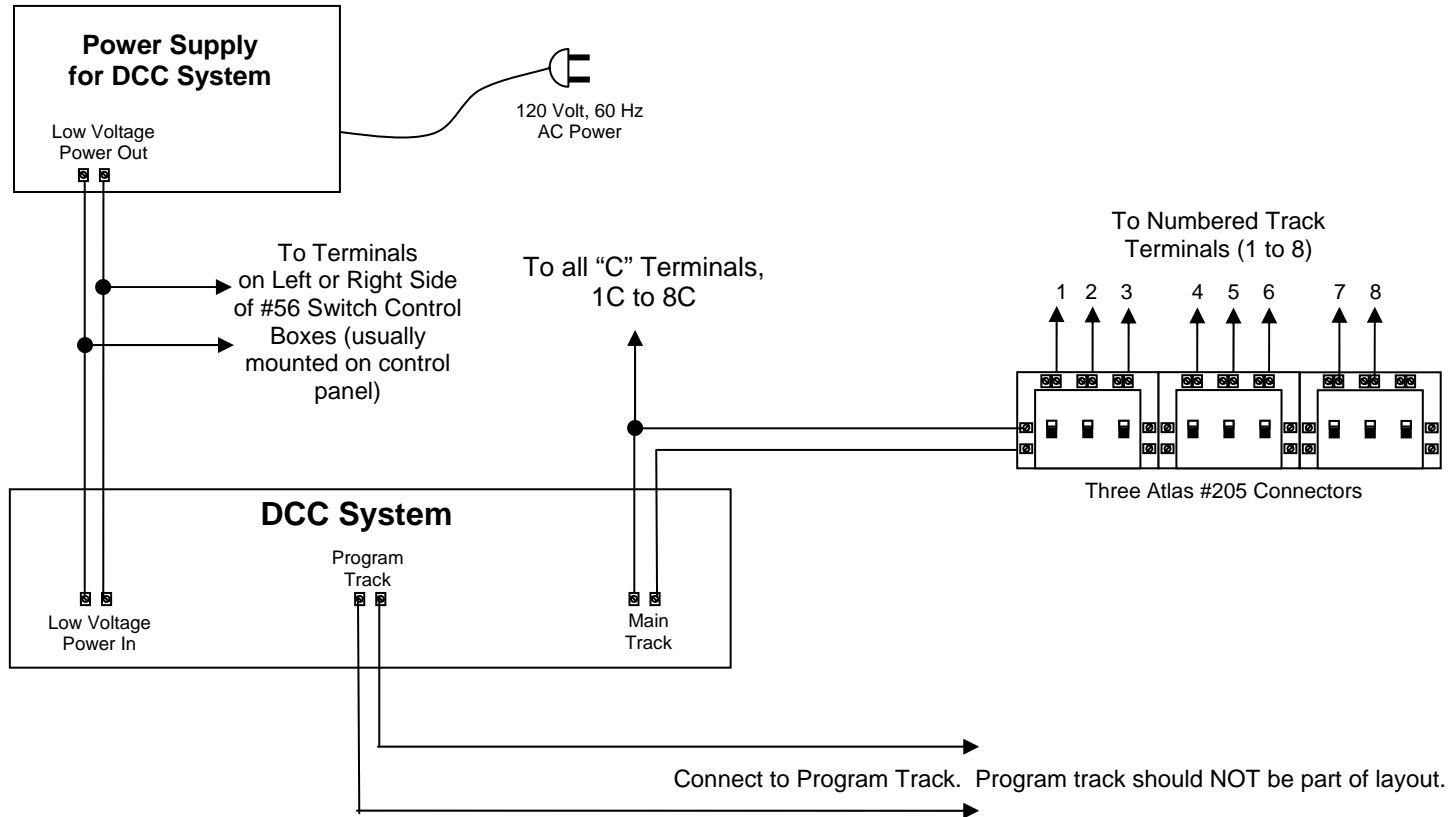 Power Supply
for DCC System
Low Voltage
Power Out
120 Volt, 60 Hz
AC Power
To Terminals
on Left or Right Side
of #56 Switch Control
Boxes (usually
mounted on control
panel)
To all “C” Terminals,
1C to 8C
To Numbered Track
Terminals (1 to 8)
1 2 3 4 5 6 7 8
Three Atlas #205 Connectors
DCC System
Program
Track
Low Voltage
Power In
Main
Track
Connect to Program Track. Program track should NOT be part of layout.